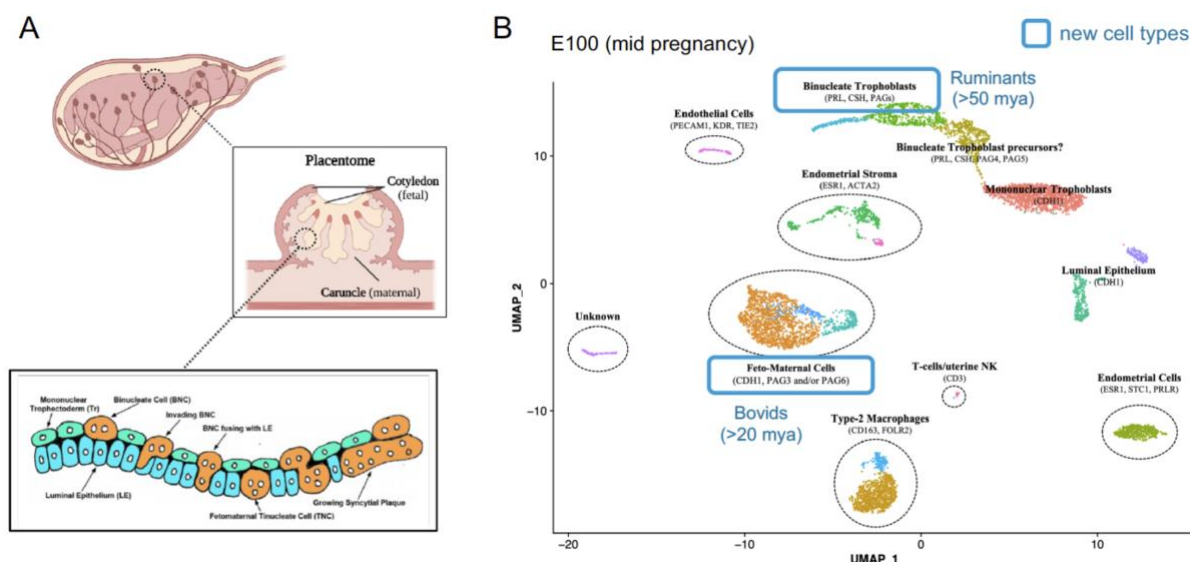 A
Placentome
Cotyledon
(fetal)
Caruncle (maternal)
Mononuclear
Trophectoderm (Tr)
Binucleate Cell (BNC)
Invading BNC
BNC fusing with LE
Luminal Epithelium (LE)
Growing Syncytial Plaque
Fetomaternal Tinucleate Cell (TNC)
B
E100 (mid pregnancy)
new cell types
Binucleate Trophoblasts
(PRL, CSH, PAGs)
Ruminants
(>50 mya)
Endothelial Cells
(PECAM1, KDR, TIE2)
Binucleate Trophoblast precursors?
(PRL, CSH, PAG4, PAG5)
Endometrial Stroma
(ESR1, ACTA2)
Mononuclear Trophoblasts
(CDH1)
Luminal Epithelium
(CDH1)
Unknown
Feto-Maternal Cells
(CDH1, PAG3 and/or PAG6)
Bovids
(>20 mya)
T-cells/uterine NK
(CD3)
Endometrial Cells
(ESR1, STC1, PRLR)
Type-2 Macrophages
(CD163, FOLR2)
10
0
−10
UMAP_2
−20
−10
0
10
UMAP_1